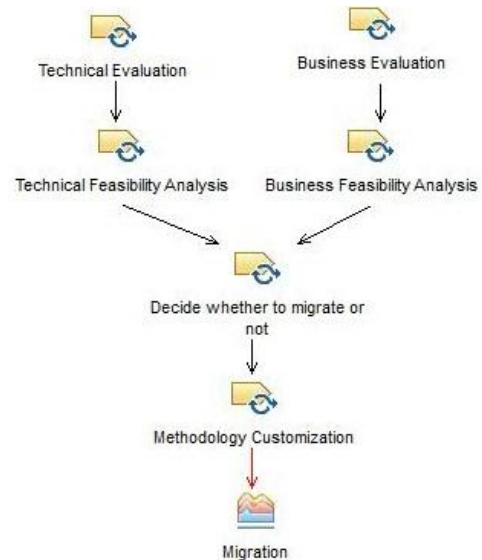 Technical Evaluation
Business Evaluation
Technical Feasibility Analysis
Business Feasibility Analysis
Decide whether to migrate or
not
Methodology Customization
Migration